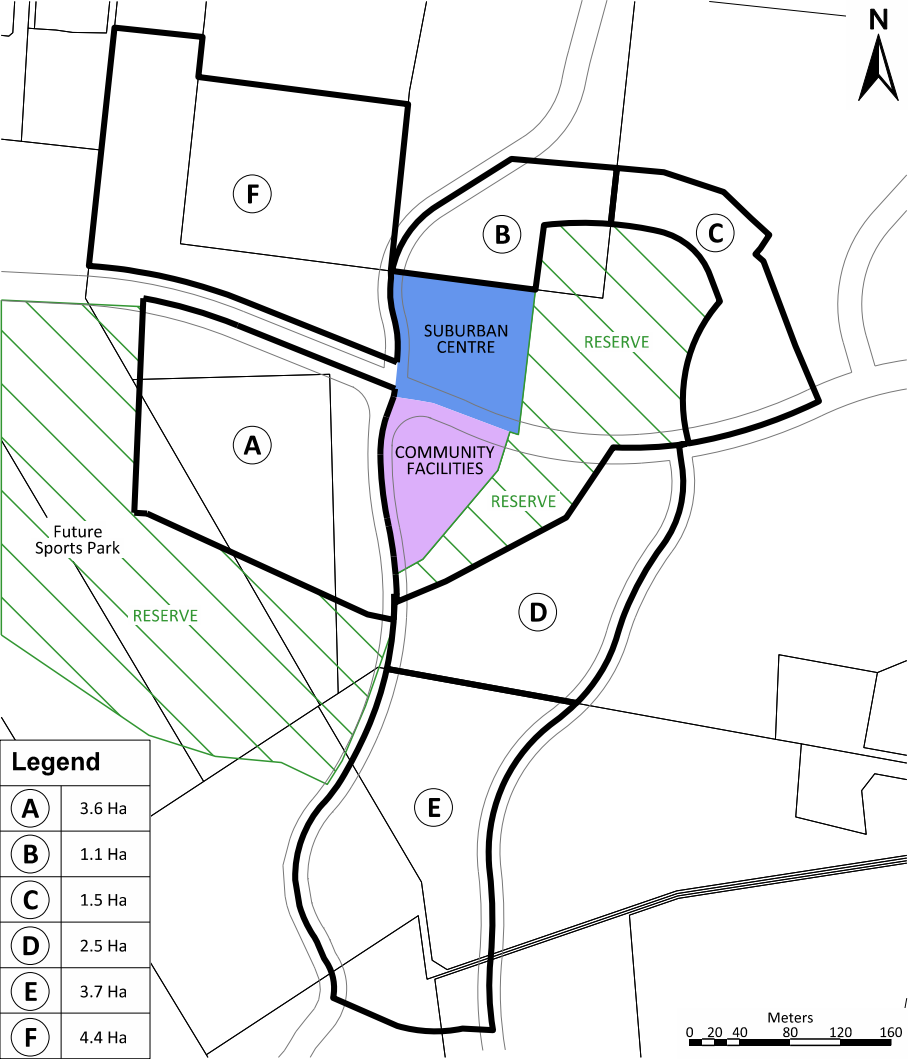 N
F
B
C
SUBURBAN
CENTRE
RESERVE
A
COMMUNITY
FACILITIES
RESERVE
Future
Sports Park
RESERVE
D
E
Legend
A 3.6 Ha
B 1.1 Ha
C 1.5 Ha
D 2.5 Ha
E 3.7 Ha
F 4.4 Ha
Meters
0 20 40 80 120 160